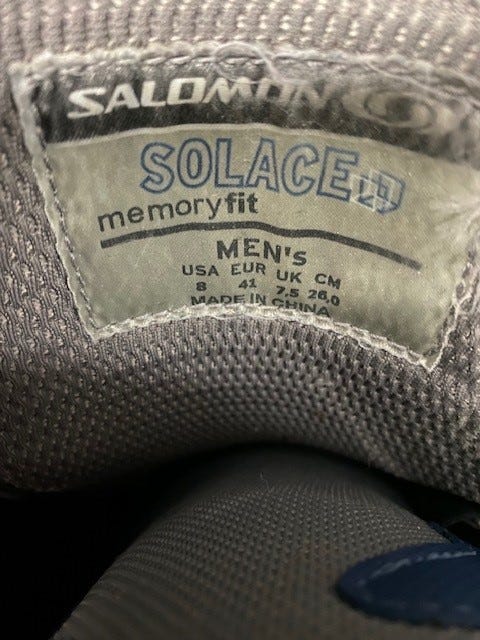 SALOMON
SOLACE
memoryfit
MEN's
USA EUR UK CM
8 41 7,5 26,0
MADE IN CHINA